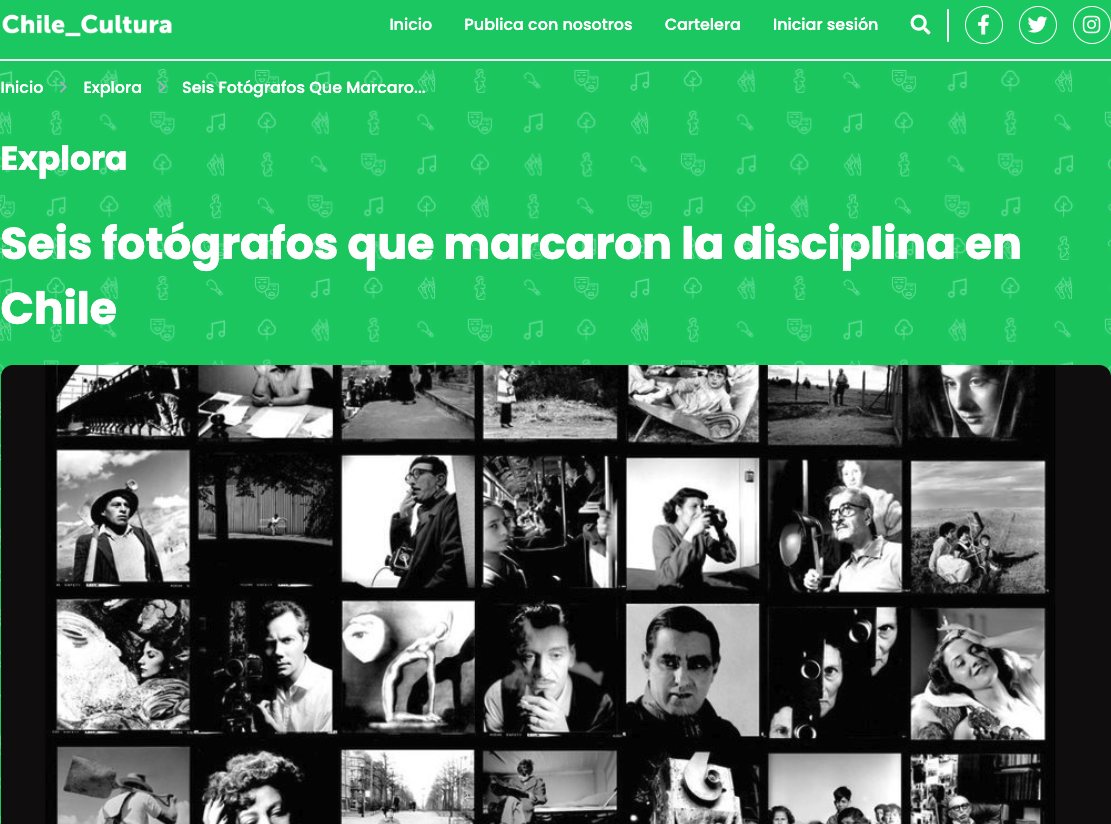 Chile_Cultura
Inicio Publica con nosotros Cartelera Iniciar sesión
Inicio > Explora > Seis Fotógrafos Que Marcaro...
Explora
Seis fotógrafos que marcaron la disciplina en
Chile